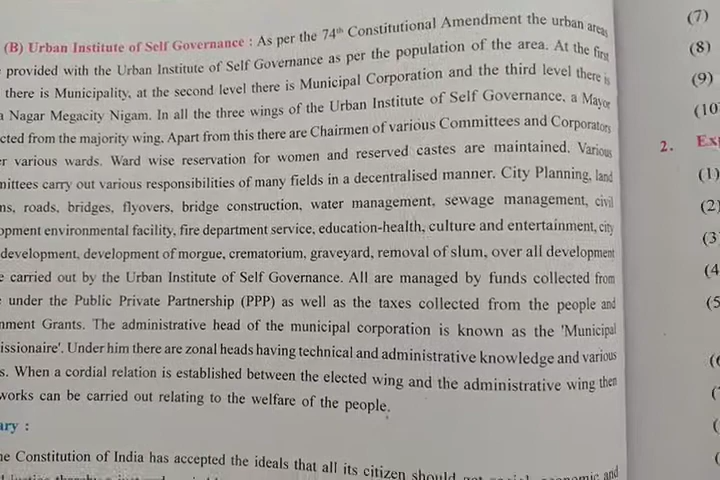 (B) Urban Institute of Self Governance : As per the 74th Constitutional Amendment the urban areas
provided with the Urban Institute of Self Governance as per the population of the area. At the first
there is Municipality, at the second level there is Municipal Corporation and the third level there is
a Nagar Megacity Nigam. In all the three wings of the Urban Institute of Self Governance, a Mayor
cted from the majority wing. Apart from this there are Chairmen of various Committees and Corporators
er various wards. Ward wise reservation for women and reserved castes are maintained. Various
mittees carry out various responsibilities of many fields in a decentralised manner. City Planning, land
ns, roads, bridges, flyovers, bridge construction, water management, sewage management, civil
opment environmental facility, fire department service, education-health, culture and entertainment, city
development, development of morgue, crematorium, graveyard, removal of slum, over all development
e carried out by the Urban Institute of Self Governance. All are managed by funds collected from
under the Public Private Partnership (PPP) as well as the taxes collected from the people and
nment Grants. The administrative head of the municipal corporation is known as the 'Municipal
issionaire'. Under him there are zonal heads having technical and administrative knowledge and various
s. When a cordial relation is established between the elected wing and the administrative wing then
works can be carried out relating to the welfare of the people.
ary :
he Constitution of India has accepted the ideals that all its citizen should
and
(7)
(8)
(9)
(10
2. Ex
(1)
(2)
(3
(4
(5